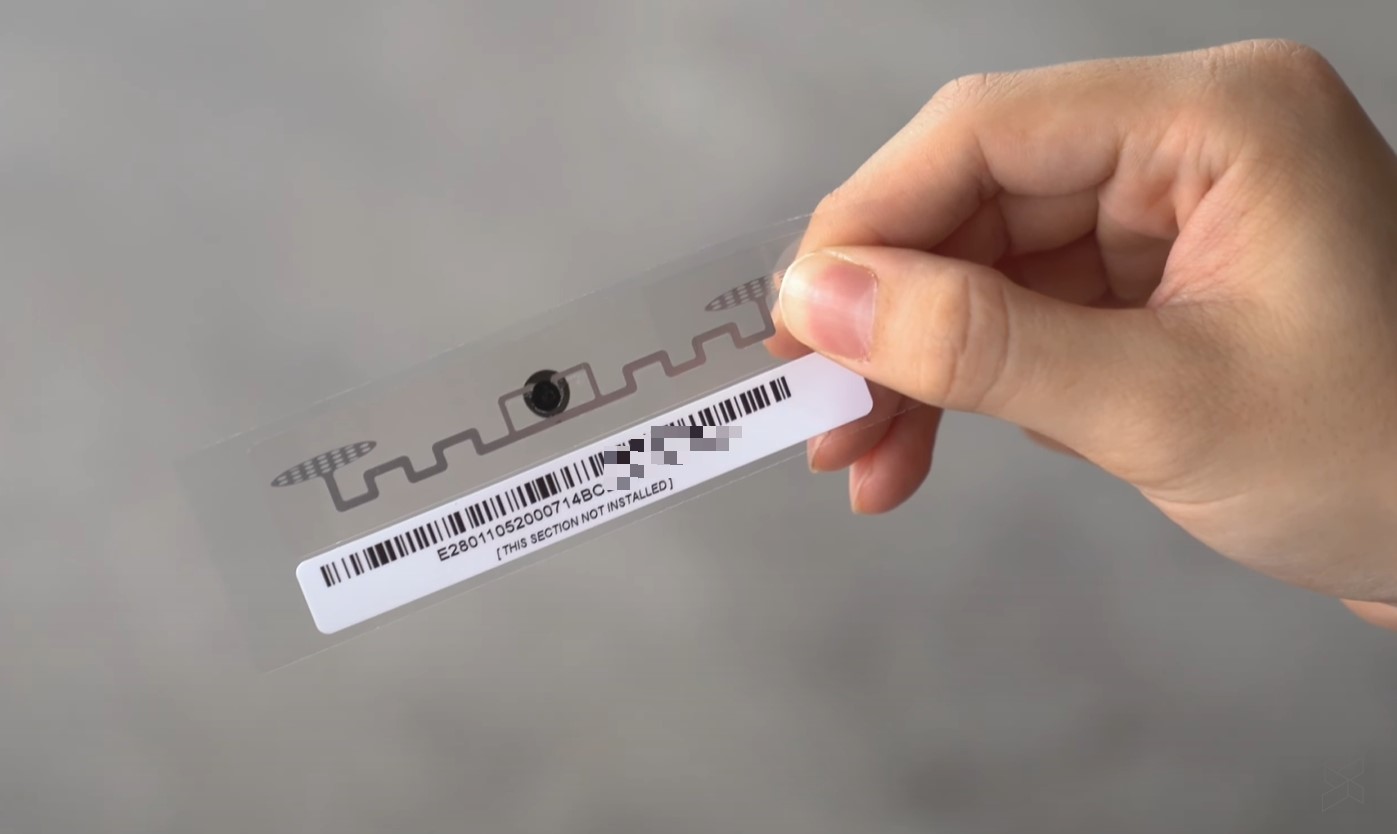 E28011052000714BC
[ THIS SECTION NOT INSTALLED ]